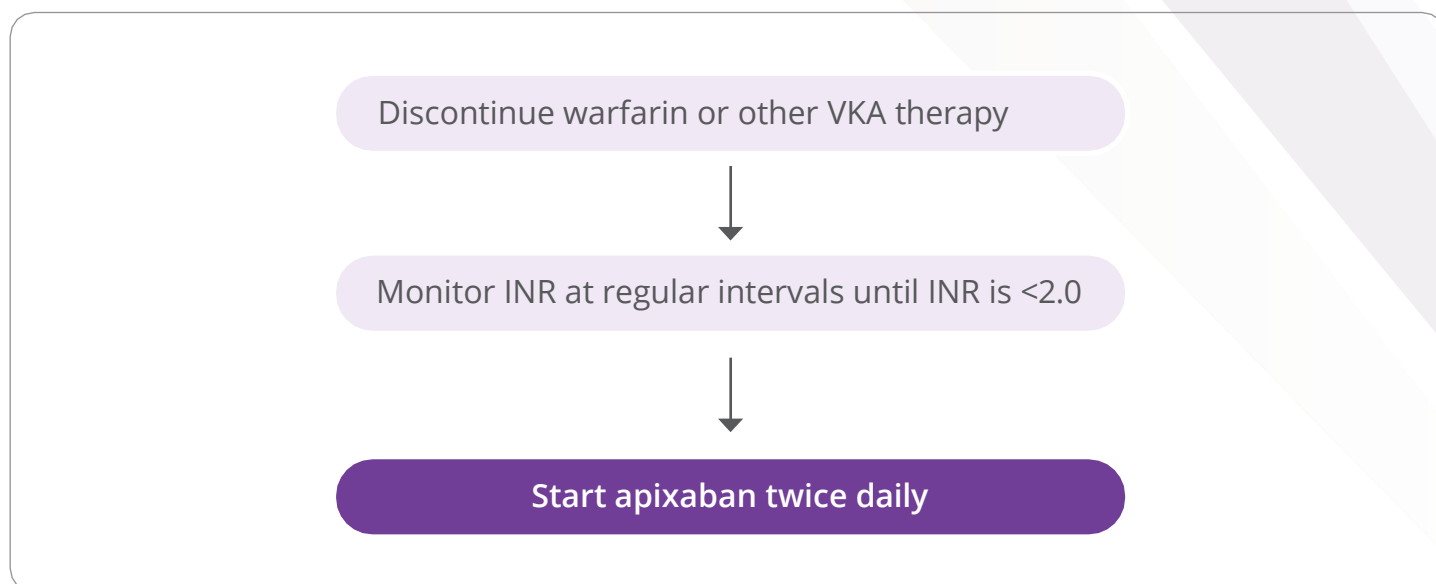 Discontinue warfarin or other VKA therapy
Monitor INR at regular intervals until INR is <2.0
Start apixaban twice daily